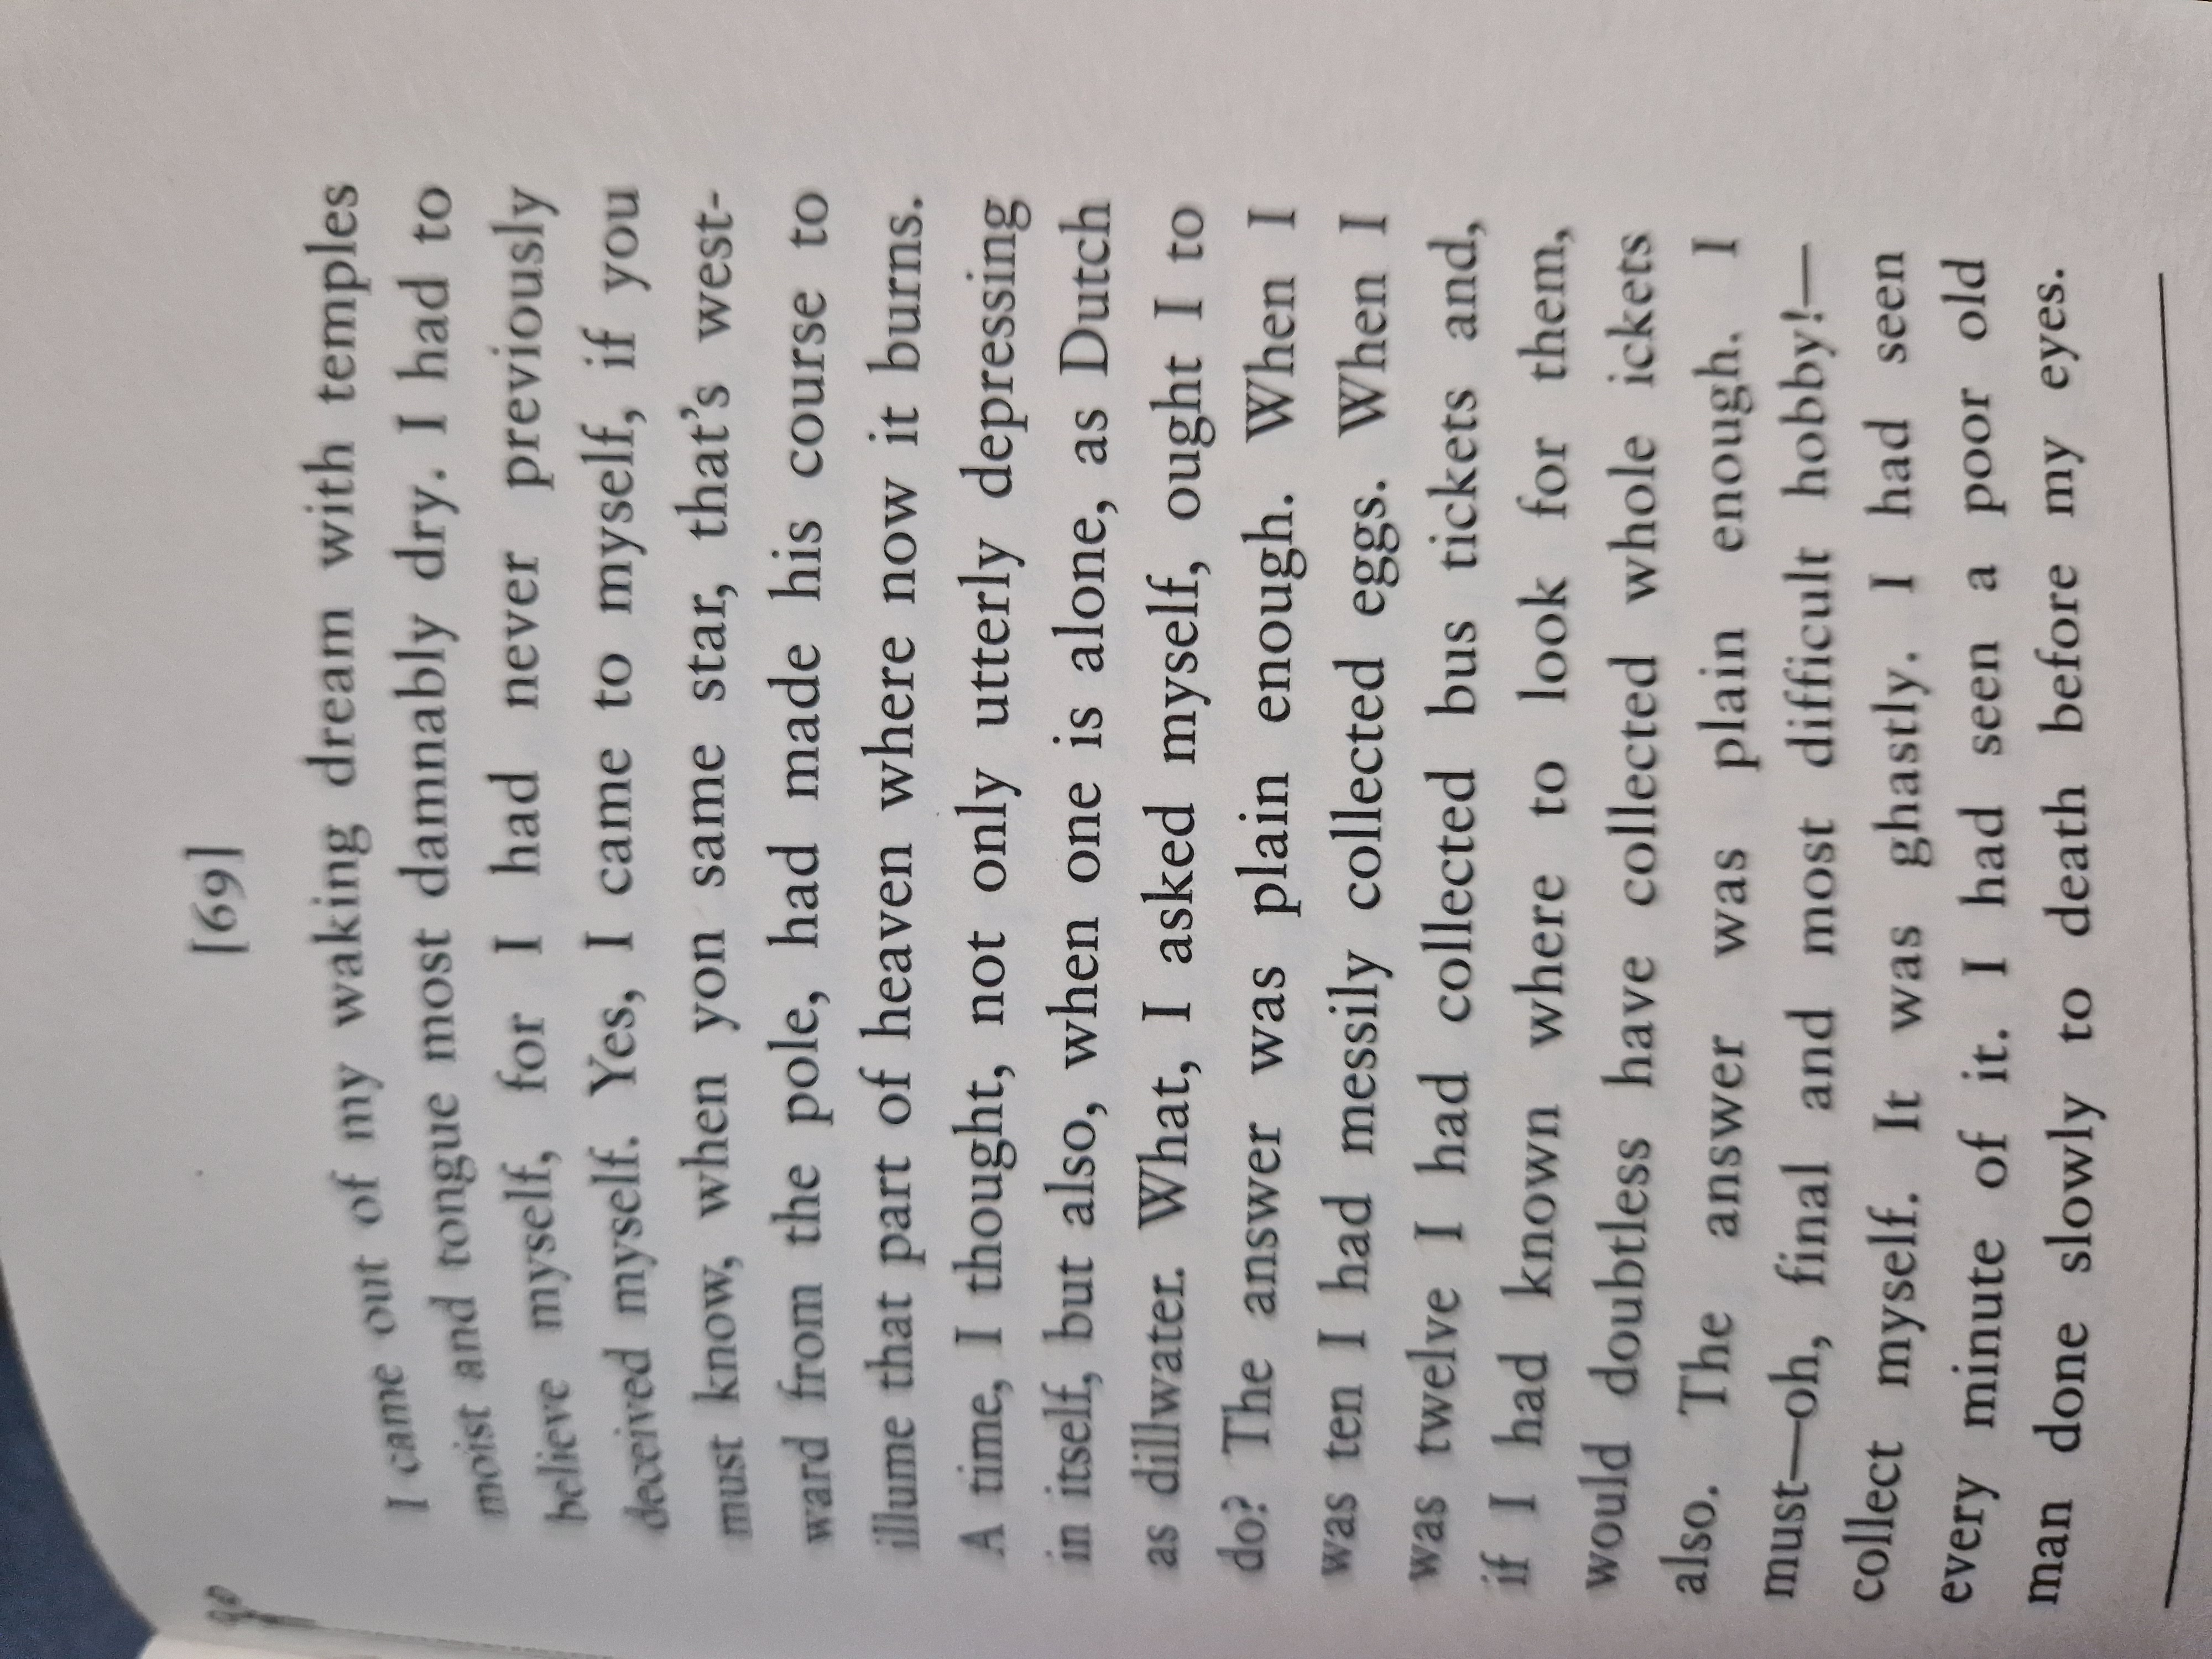 [69]
I came out of my waking dream with temples
moist and tongue most damnably dry. I had to
believe myself, for I had never previously
deceived myself. Yes, I came to myself, if you
must know, when yon same star, that's west-
ward from the pole, had made his course to
illume that part of heaven where now it burns.
A time, I thought, not only utterly depressing
in itself, but also, when one is alone, as Dutch
as dillwater. What, I asked myself, ought I to
do? The answer was plain enough. When I
was ten I had messily collected eggs. When I
was twelve I had collected bus tickets and,
if I had known where to look for them,
would doubtless have collected whole ickets
also. The answer was plain enough. I
must—oh, final and most difficult hobby!—
collect myself. It was ghastly. I had seen
every minute of it. I had seen a poor old
man done slowly to death before my eyes.